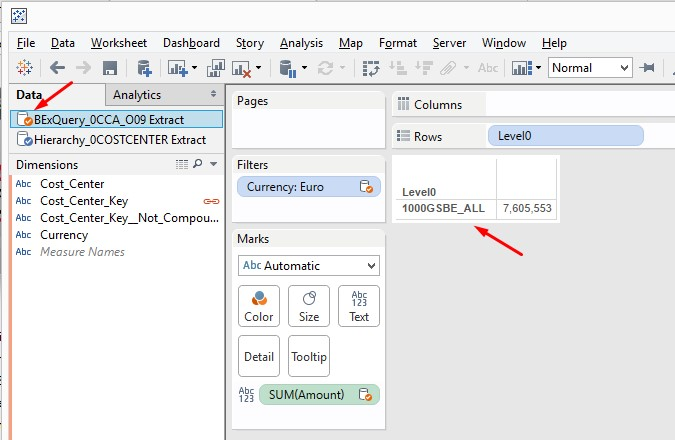 File Data Worksheet Dashboard Story Analysis Map Format Server Window Help
Abc Normal
Data Analytics
BExQuery_0CCA_O09 Extract
Hierarchy_0COSTCENTER Extract
Dimensions
Abc Cost_Center
Abc Cost_Center_Key
Abc Cost_Center_Key__Not_Compou...
Abc Currency
Abc Measure Names
Pages
Filters
Currency: Euro
Marks
Abc Automatic
Abc
123
Color Size Text
Detail Tooltip
Abc
123
SUM(Amount)
Columns
Rows Level0
Level0
1000GSBE_ALL 7,605,553